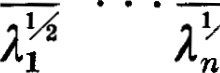 λ₁^{1/2} · · · λₙ^{1/}